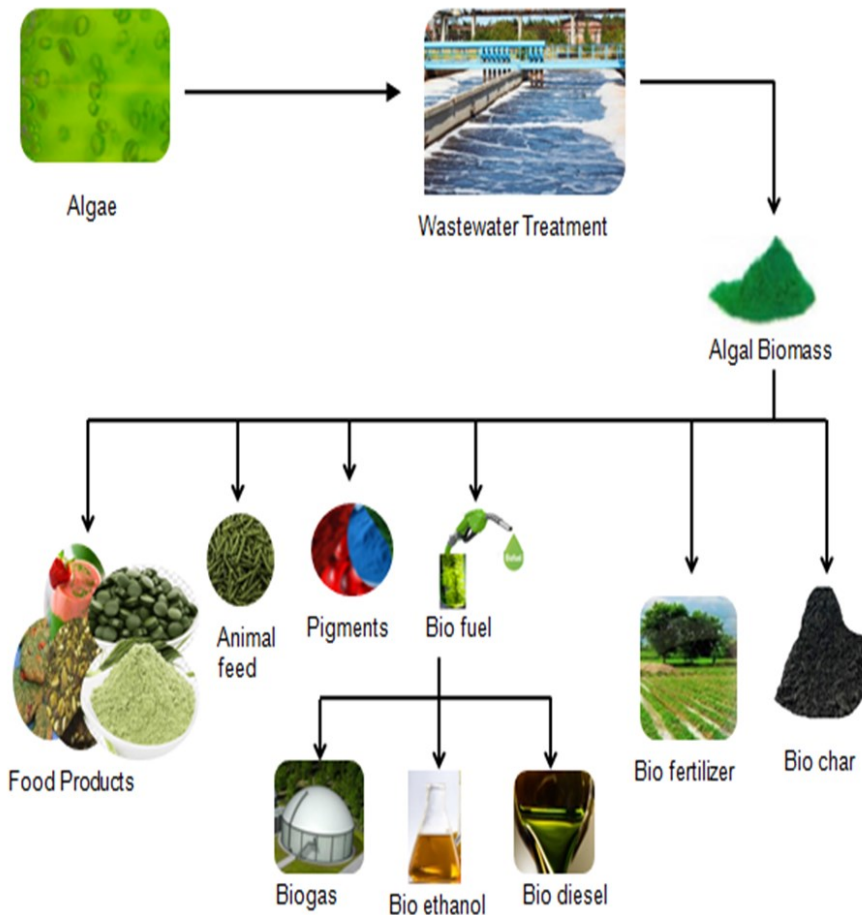 Algae
Wastewater Treatment
Algal Biomass
Food Products
Animal
feed
Pigments
Bio fuel
Bio fertilizer
Bio char
Biogas
Bio ethanol
Bio diesel